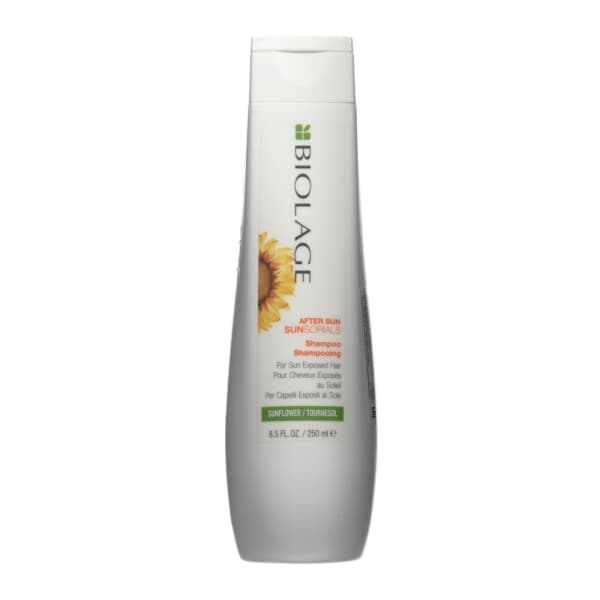 BIOLAGE
AFTER SUN
SUNSORIALS
Shampoo
Shampooing
For Sun Exposed Hair
Pour Cheveux Exposés
au Soleil
Per Capelli Esposti al Sole
SUNFLOWER / TOURNESOL
8.5 FL. OZ. / 250 ml ℮